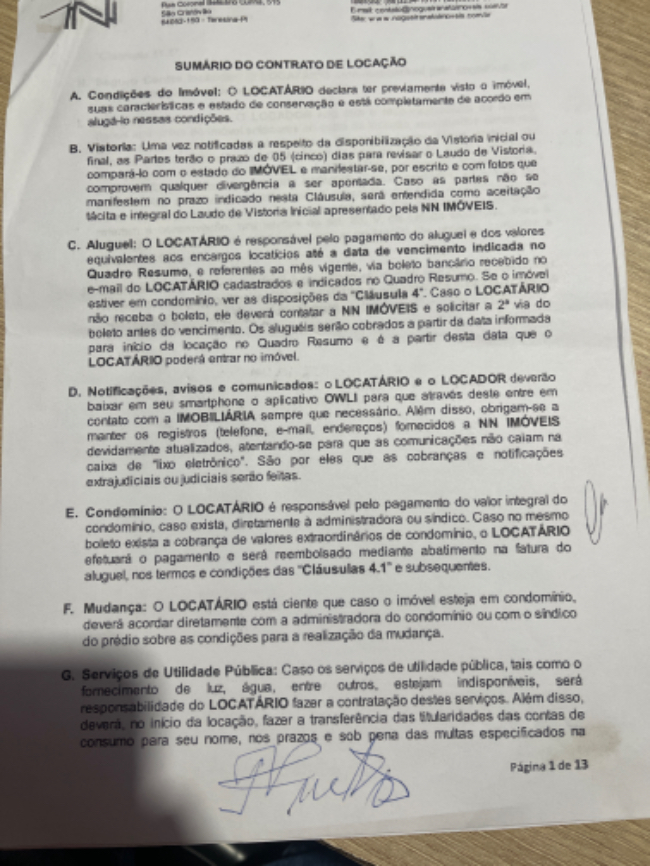 Rua Coronel Belisário Cunha, 515
São Cristóvão
64052-150 - Teresina-PI
SUMÁRIO DO CONTRATO DE LOCAÇÃO
A. Condições do Imóvel: O LOCATÁRIO declara ter previamente visto o imóvel,
suas características e estado de conservação e está completamente de acordo em
alugá-lo nessas condições.
B. Vistoria: Uma vez notificadas a respeito da disponibilização da Vistoria inicial ou
final, as Partes terão o prazo de 05 (cinco) dias para revisar o Laudo de Vistoria,
compará-lo com o estado do IMÓVEL e manifestar-se, por escrito e com fotos que
comprovem qualquer divergência a ser apontada. Caso as partes não se
manifestem no prazo indicado nesta Cláusula, será entendida como aceitação
tácita e integral do Laudo de Vistoria Inicial apresentado pela NN IMÓVEIS.
C. Aluguel: O LOCATÁRIO é responsável pelo pagamento do aluguel e dos valores
equivalentes aos encargos locatícios até a data de vencimento indicada no
Quadro Resumo, e referentes ao mês vigente, via boleto bancário recebido no
e-mail do LOCATÁRIO cadastrados e indicados no Quadro Resumo. Se o imóvel
estiver em condomínio, ver as disposições da "Cláusula 4". Caso o LOCATÁRIO
não receba o boleto, ele deverá contatar a NN IMÓVEIS e solicitar a 2ª via do
boleto antes do vencimento. Os aluguéis serão cobrados a partir da data informada
para início da locação no Quadro Resumo e é a partir desta data que o
LOCATÁRIO poderá entrar no imóvel.
D. Notificações, avisos e comunicados: o LOCATÁRIO e o LOCADOR deverão
baixar em seu smartphone o aplicativo OWLI para que através deste entre em
contato com a IMOBILIÁRIA sempre que necessário. Além disso, obrigam-se a
manter os registros (telefone, e-mail, endereços) fornecidos a NN IMÓVEIS
devidamente atualizados, atentando-se para que as comunicações não caiam na
caixa de "lixo eletrônico". São por eles que as cobranças e notificações
extrajudiciais ou judiciais serão feitas.
E. Condomínio: O LOCATÁRIO é responsável pelo pagamento do valor integral do
condomínio, caso exista, diretamente à administradora ou síndico. Caso no mesmo
boleto exista a cobrança de valores extraordinários de condomínio, o LOCATÁRIO
efetuará o pagamento e será reembolsado mediante abatimento na fatura do
aluguel, nos termos e condições das "Cláusulas 4.1" e subsequentes.
F. Mudança: O LOCATÁRIO está ciente que caso o imóvel esteja em condomínio,
deverá acordar diretamente com a administradora do condomínio ou com o síndico
do prédio sobre as condições para a realização da mudança.
G. Serviços de Utilidade Pública: Caso os serviços de utilidade pública, tais como o
fornecimento de luz, água, entre outros, estejam indisponíveis, será
responsabilidade do LOCATÁRIO fazer a contratação destes serviços. Além disso,
deverá, no início da locação, fazer a transferência das titularidades das contas de
consumo para seu nome, nos prazos e sob pena das multas especificados na
Página 1 de 13